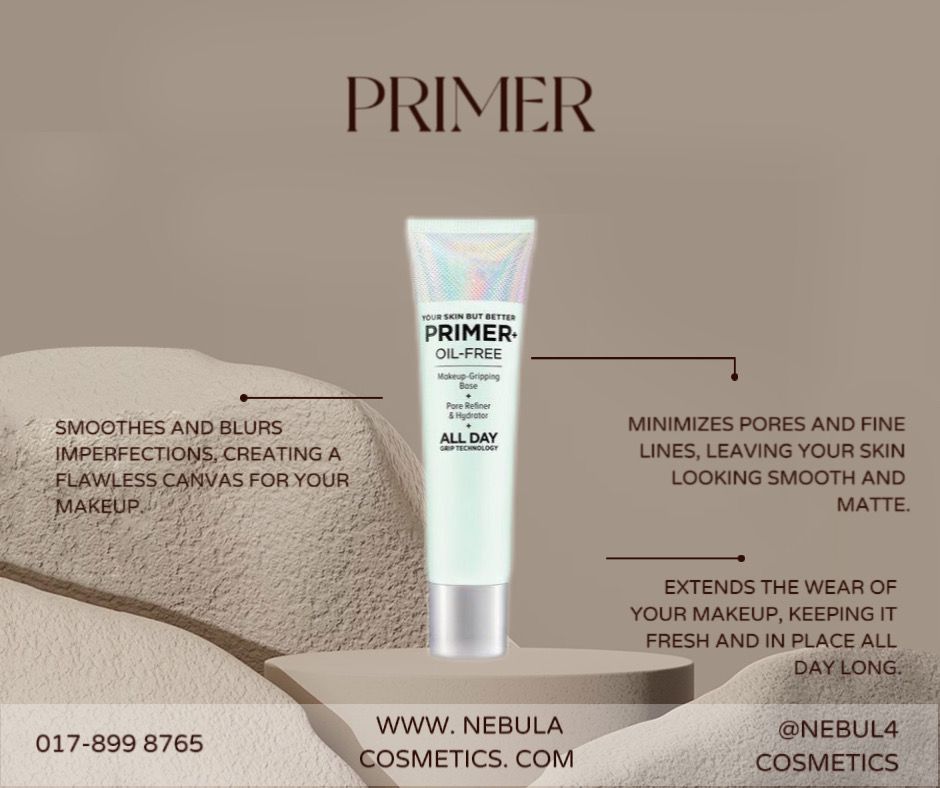 PRIMER
YOUR SKIN BUT BETTER
PRIMER+
OIL-FREE
Makeup-Gripping
Base
+
Pore Refiner
& Hydrator
+
ALL DAY
GRIP TECHNOLOGY
SMOOTHES AND BLURS
IMPERFECTIONS, CREATING A
FLAWLESS CANVAS FOR YOUR
MAKEUP.
MINIMIZES PORES AND FINE
LINES, LEAVING YOUR SKIN
LOOKING SMOOTH AND
MATTE.
EXTENDS THE WEAR OF
YOUR MAKEUP, KEEPING IT
FRESH AND IN PLACE ALL
DAY LONG.
017-899 8765
WWW. NEBULA
COSMETICS. COM
@NEBUL4
COSMETICS